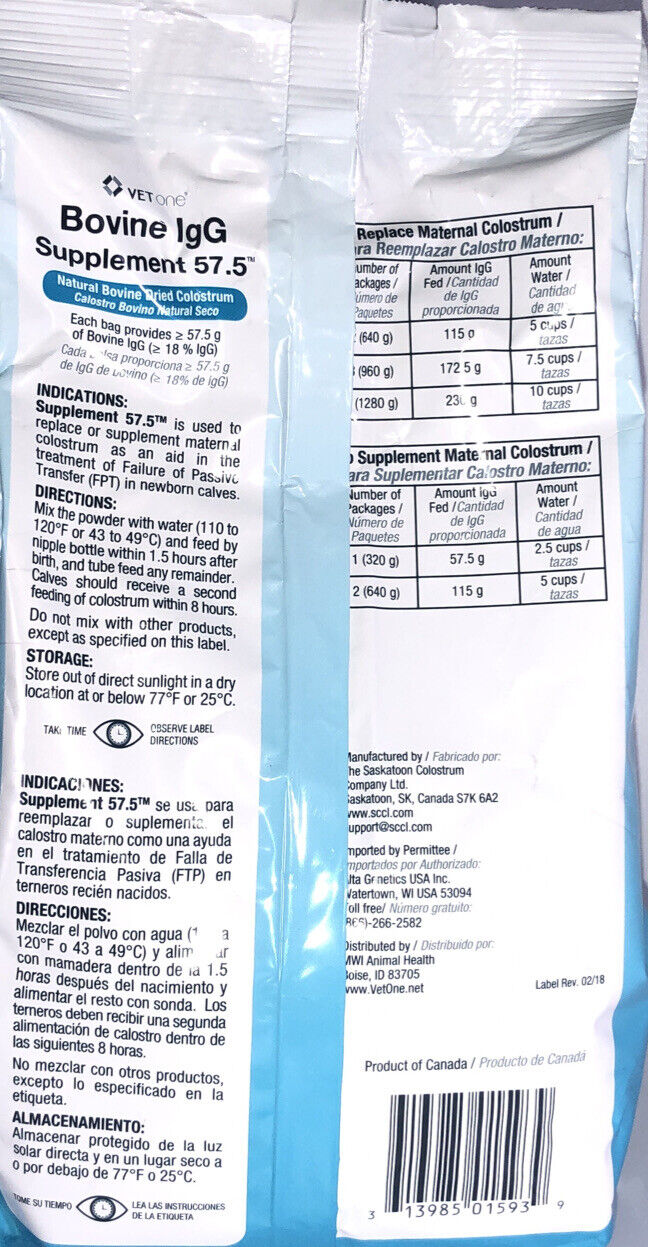 VETone®
Bovine IgG
Supplement 57.5™
Natural Bovine Dried Colostrum
Calostro Bovino Natural Seco
Each bag provides ≥ 57.5 g
of Bovine IgG (≥ 18 % IgG)
Cada proporciona ≥ 57.5 g
de IgG de (≥ 18% de IgG)
INDICATIONS:
Supplement 57.5™ is used to
replace or supplement maternal
colostrum as an aid in the
treatment of Failure of Passive
Transfer (FPT) in newborn calves.
DIRECTIONS:
Mix the powder with water (110 to
120°F or 43 to 49°C) and feed by
nipple bottle within 1.5 hours after
birth, and tube feed any remainder.
Calves should receive a second
feeding of colostrum within 8 hours.
Do not mix with other products,
except as specified on this label.
STORAGE:
Store out of direct sunlight in a dry
location at or below 77°F or 25°C.
TAKE TIME
OBSERVE LABEL
DIRECTIONS
INDICACIONES:
Supplement 57.5™ se usa para
reemplazar o suplementar el
calostro materno como una ayuda
en el tratamiento de Falla de
Transferencia Pasiva (FTP) en
terneros recién nacidos.
DIRECCIONES:
Mezclar el polvo con agua ( a
120°F o 43 a 49°C) y
con mamadera dentro de la 1.5
horas después del nacimiento y
alimentar el resto con sonda. Los
terneros deben recibir una segunda
alimentación de calostro dentro de
las siguientes 8 horas.
No mezclar con otros productos,
excepto lo especificado en la
etiqueta.
ALMACENAMIENTO:
Almacenar protegido de la luz
solar directa y en un lugar seco a
o por debajo de 77°F o 25°C.
TOME SU TIEMPO
LEA LAS INSTRUCCIONES
DE LA ETIQUETA
Replace Maternal Colostrum /
ra Reemplazar Calostro Materno:
umber of
ackages /
úmero de
Paquetes
Amount IgG
Fed / Cantidad
de IgG
proporcionada
Amount
Water /
Cantidad
de agua
(640 g)
115 g
5 cups /
tazas
(960 g)
172 5 g
7.5 cups /
tazas
(1280 g)
230 g
10 cups /
tazas
Supplement Maternal Colostrum /
ara Suplementar Calostro Materno:
Number of
Packages /
Número de
Paquetes
Amount IgG
Fed / Cantidad
de IgG
proporcionada
Amount
Water /
Cantidad
de agua
1 (320 g)
57.5 g
2.5 cups /
tazas
2 (640 g)
115 g
5 cups /
tazas
Manufactured by / Fabricado por:
he Saskatoon Colostrum
Company Ltd.
Saskatoon, SK, Canada S7K 6A2
www.sccl.com
upport@sccl.com
mported by Permittee /
mportados por Authorizado:
lta Genetics USA Inc.
Watertown, WI USA 53094
oll free/ Número gratuito:
866)-266-2582
Distributed by / Distribuido por:
MWI Animal Health
Boise, ID 83705
www.VetOne.net
Label Rev. 02/18
Product of Canada / Producto de Canadá
3 13985 01593 9